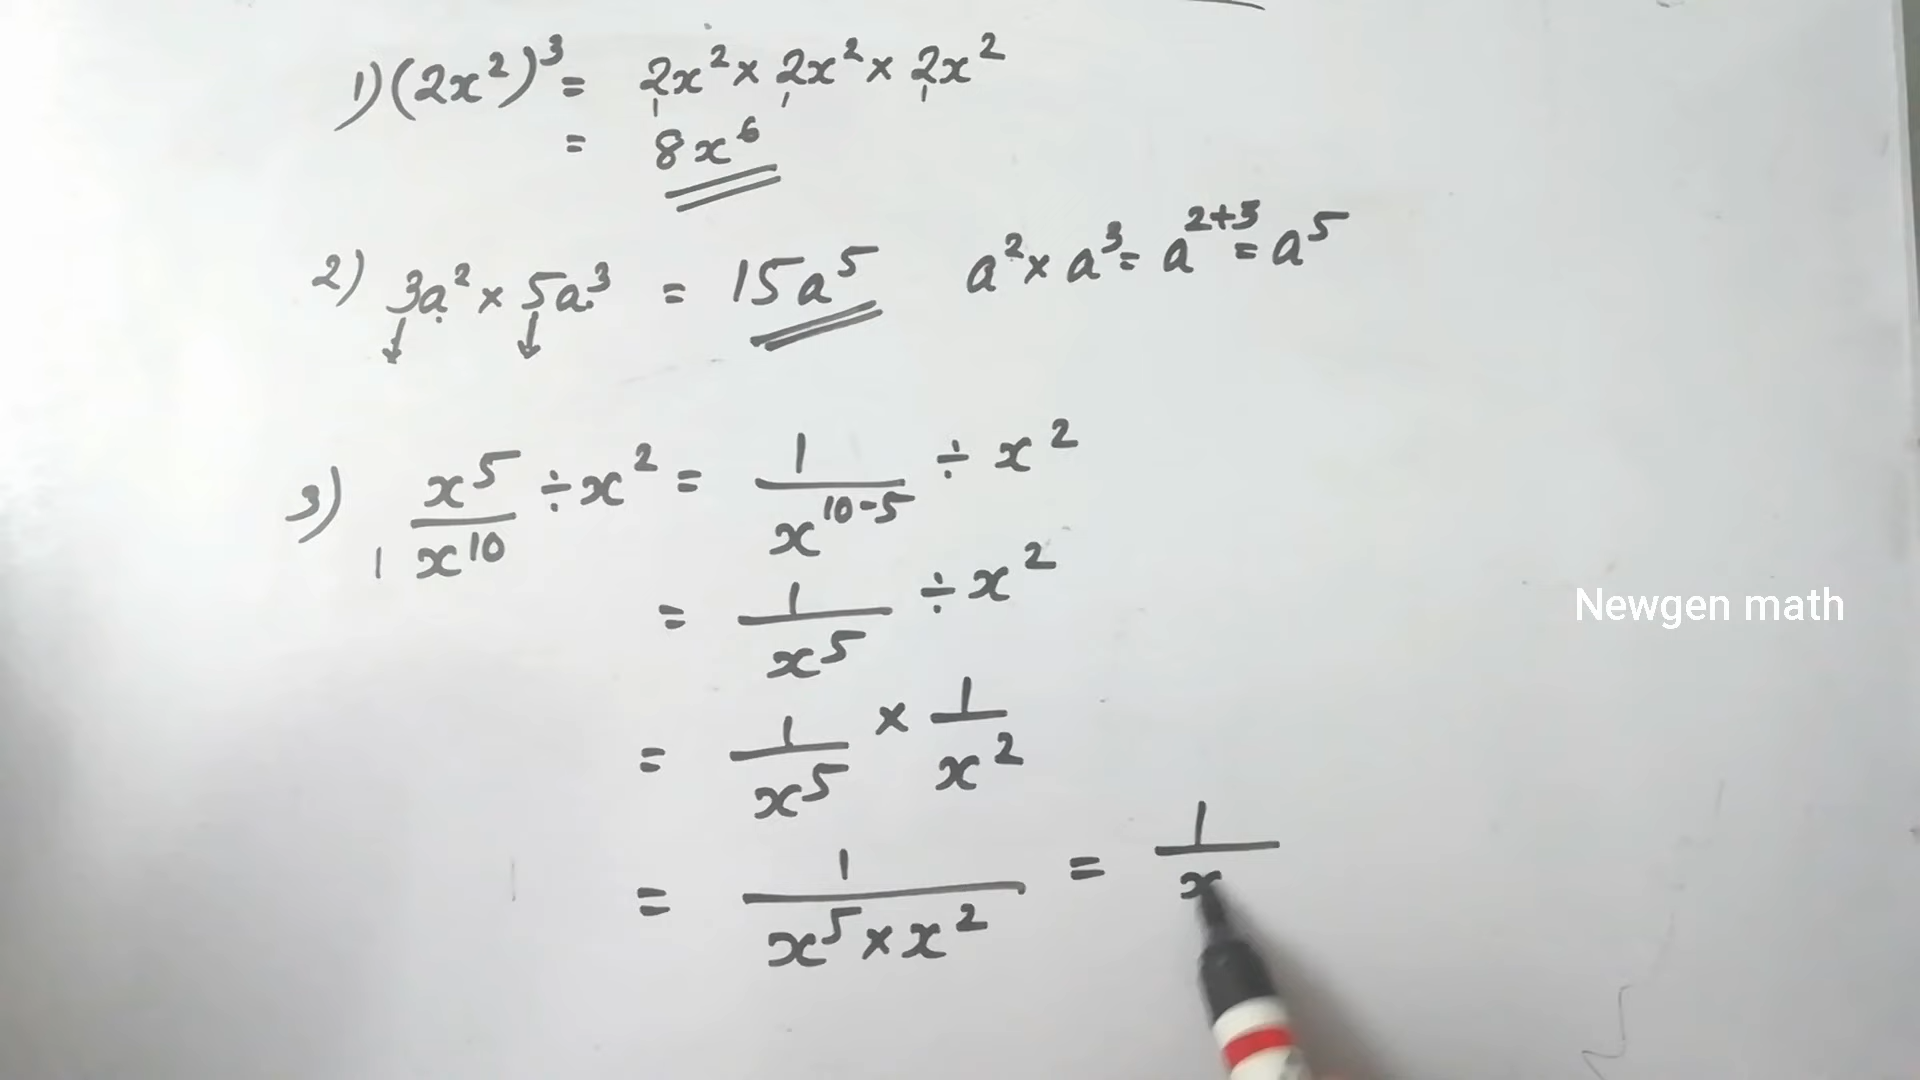 1) (2x²)³ = 2x² × 2x² × 2x²
= 8x⁶
2) 3a² × 5a³ = 15a⁵ a² × a³ = a²⁺³ = a⁵
3) x⁵/x¹⁰ ÷ x² = 1/x¹⁰⁻⁵ ÷ x²
= 1/x⁵ ÷ x²
= 1/x⁵ × 1/x²
= 1/(x⁵ × x²) = 1/x
Newgen math